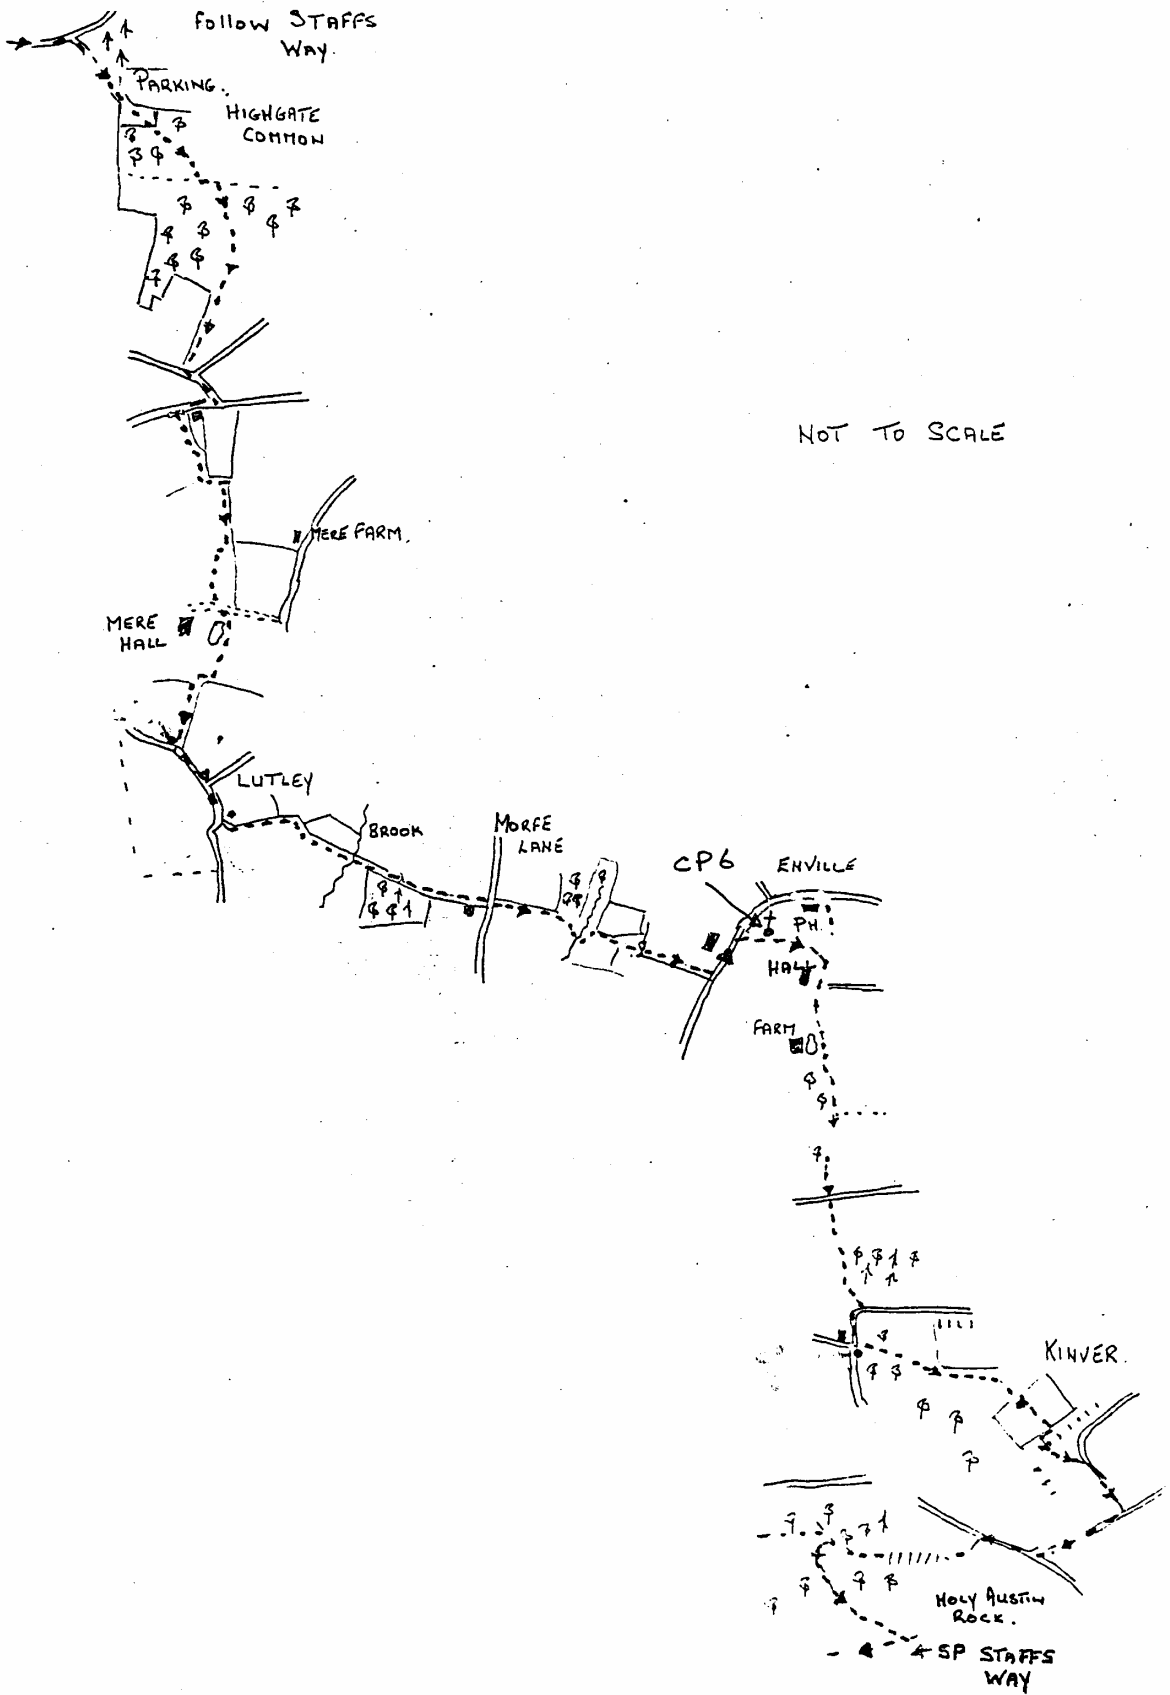 Follow STAFFS
WAY.
PARKING.
HIGHGATE
COMMON
NOT TO SCALE
MERE FARM.
MERE
HALL
LUTLEY
BROOK
MORFE
LANE
CP6
ENVILLE
PH.
HALL
FARM
KINVER.
HOLY AUSTIN
ROCK.
SP STAFFS
WAY